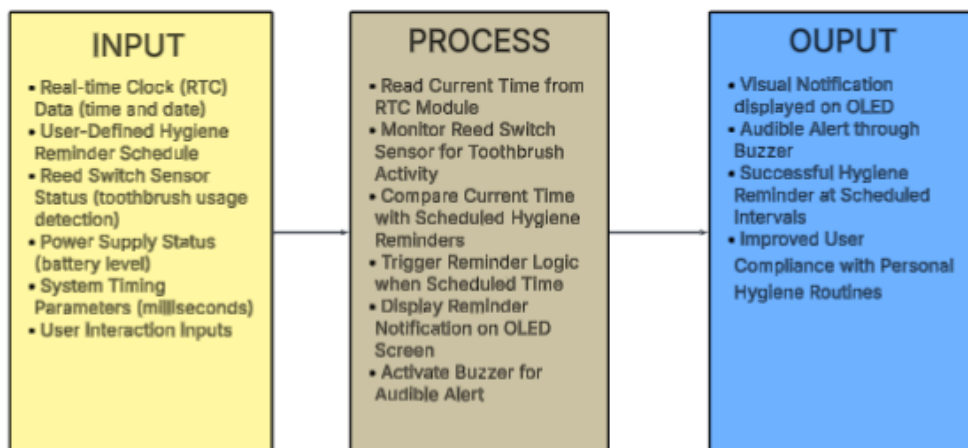 INPUT
▪ Real-time Clock (RTC)
Data (time and date)
▪ User-Defined Hygiene
Reminder Schedule
▪ Reed Switch Sensor
Status (toothbrush usage
detection)
▪ Power Supply Status
(battery level)
▪ System Timing
Parameters (milliseconds)
▪ User Interaction Inputs
PROCESS
▪ Read Current Time from
RTC Module
▪ Monitor Reed Switch
Sensor for Toothbrush
Activity
▪ Compare Current Time
with Scheduled Hygiene
Reminders
▪ Trigger Reminder Logic
when Scheduled Time
▪ Display Reminder
Notification on OLED
Screen
▪ Activate Buzzer for
Audible Alert
OUPUT
▪ Visual Notification
displayed on OLED
▪ Audible Alert through
Buzzer
▪ Successful Hygiene
Reminder at Scheduled
Intervals
▪ Improved User
Compliance with Personal
Hygiene Routines